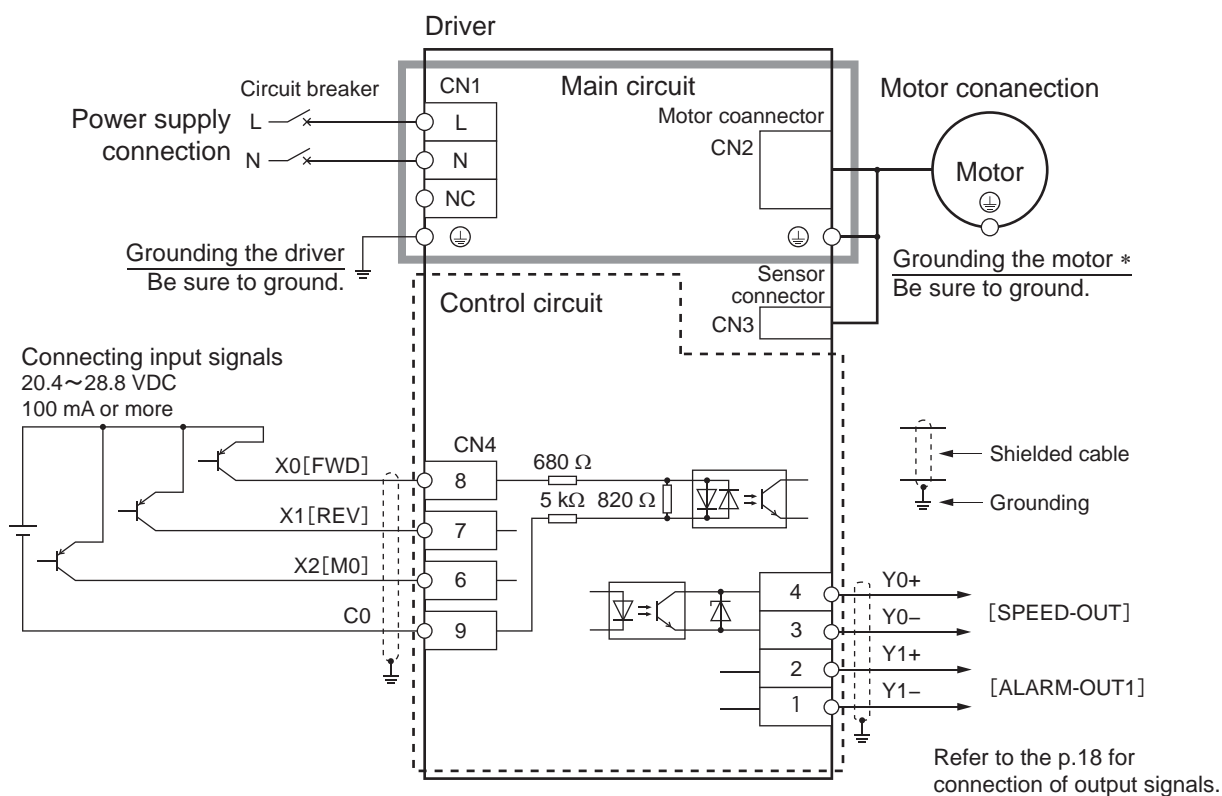 Driver
Main circuit
Circuit breaker
CN1
Motor conanection
Power supply
connection
L
L
Motor coannector
CN2
N
N
Motor
NC
Grounding the driver
Be sure to ground.
Grounding the motor *
Be sure to ground.
Sensor
connector
CN3
Control circuit
Connecting input signals
20.4～28.8 VDC
100 mA or more
CN4
X0[FWD]
8
680 Ω
5 kΩ
820 Ω
X1[REV]
7
X2[M0]
6
C0
9
Shielded cable
Grounding
4
Y0+
3
Y0−
[SPEED-OUT]
2
Y1+
1
Y1−
[ALARM-OUT1]
Refer to the p.18 for
connection of output signals.